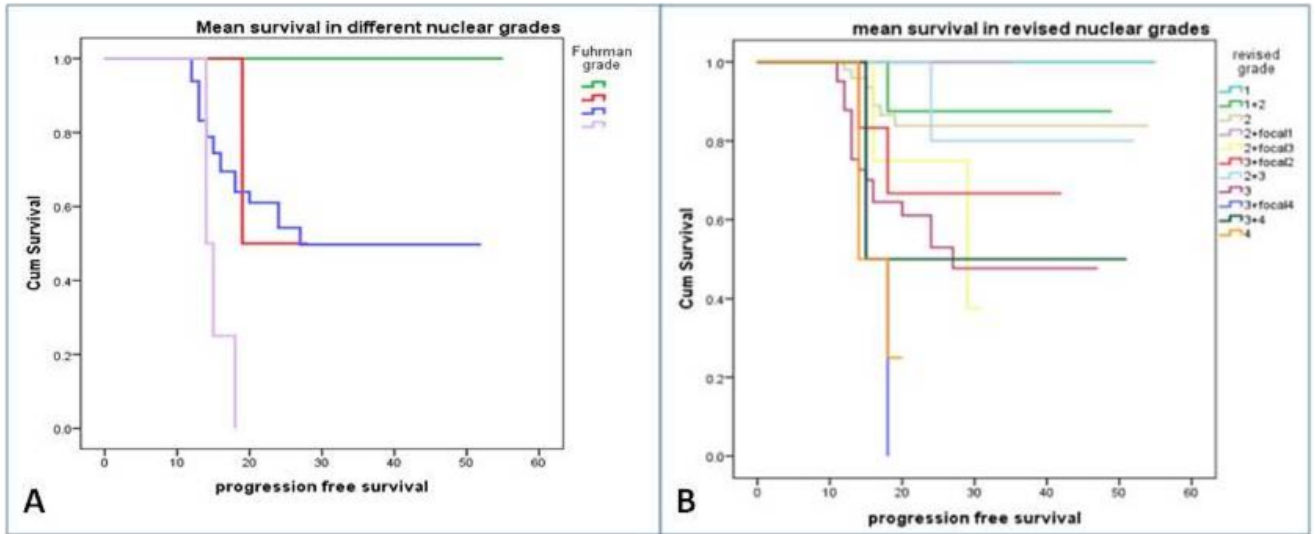 Mean survival in different nuclear grades
Fuhrman
grade
Cum Survival
1.0
0.8
0.6
0.4
0.2
0.0
0 10 20 30 40 50 60
progression free survival
A
mean survival in revised nuclear grades
revised
grade
1
1+2
2
2+focal1
2+focal3
3+focal2
2+3
3
3+focal4
3+4
4
Cum Survival
1.0
0.8
0.6
0.4
0.2
0.0
0 10 20 30 40 50 60
progression free survival
B